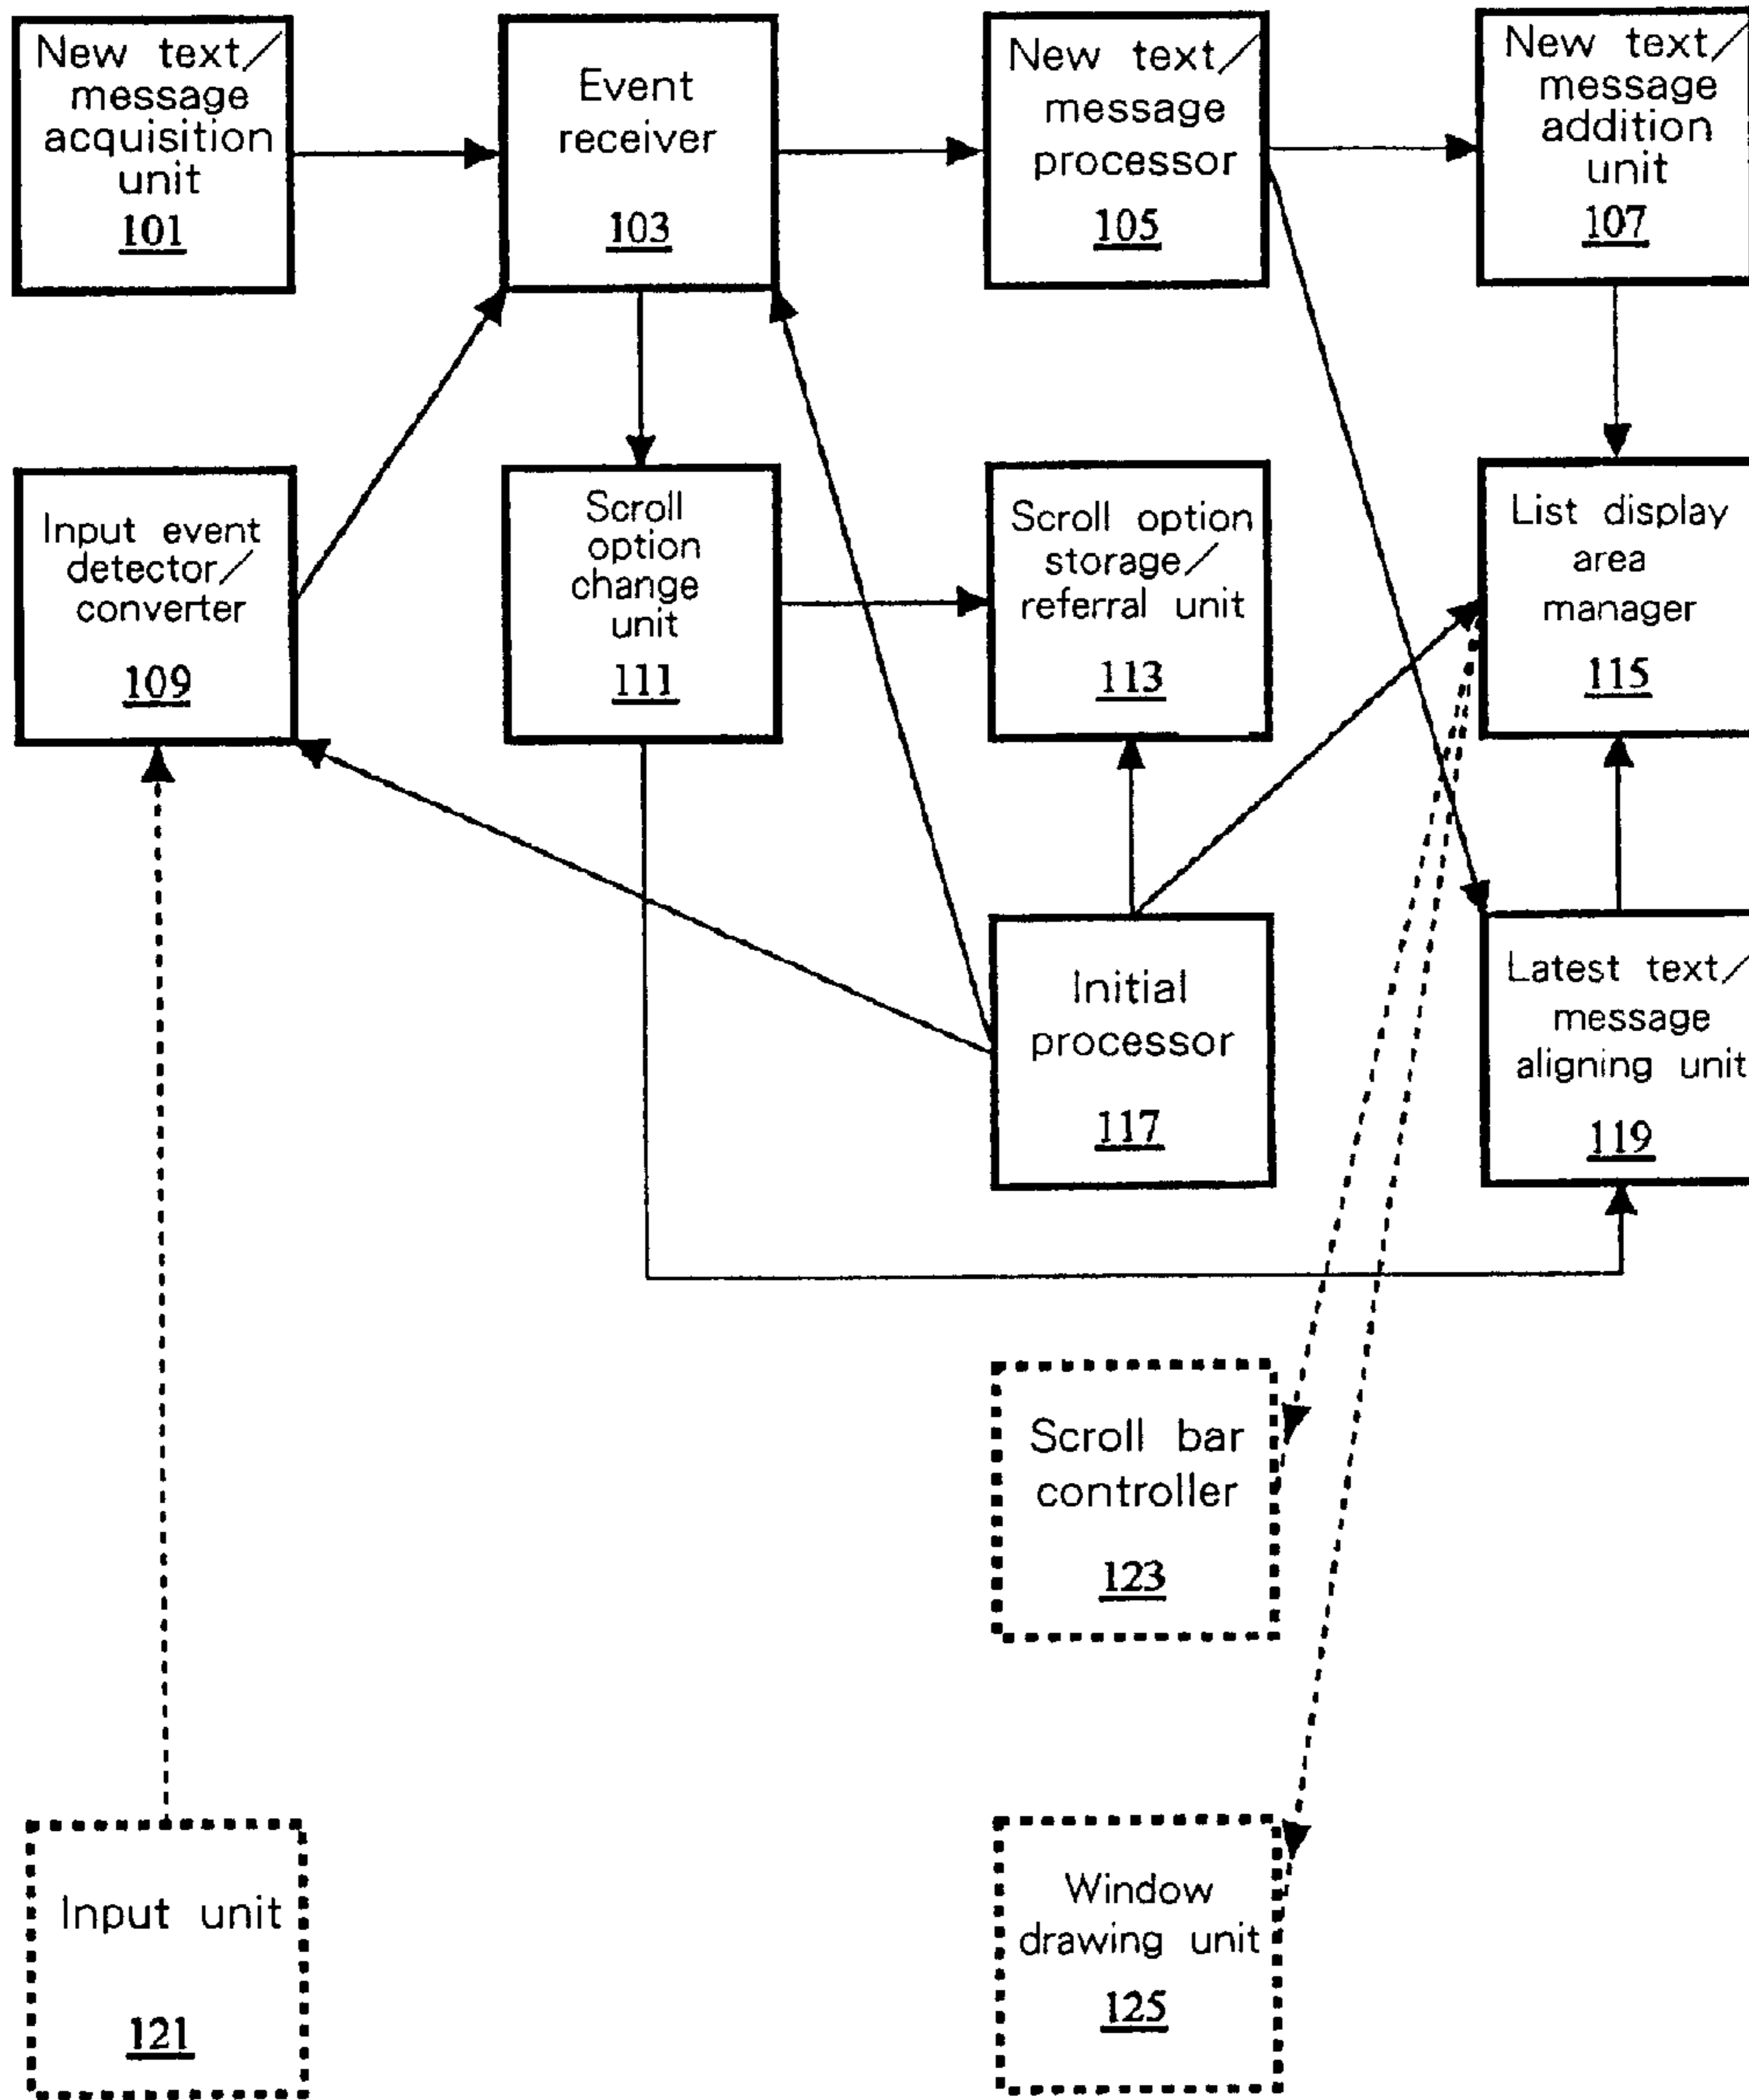 New text/
message
acquisition
unit
101
Event
receiver
103
New text/
message
processor
105
New text/
message
addition
unit
107
Input event
detector/
converter
109
Scroll
option
change
unit
111
Scroll option
storage/
referral unit
113
List display
area
manager
115
Initial
processor
117
Latest text/
message
aligning unit
119
Scroll bar
controller
123
Input unit
121
Window
drawing unit
125